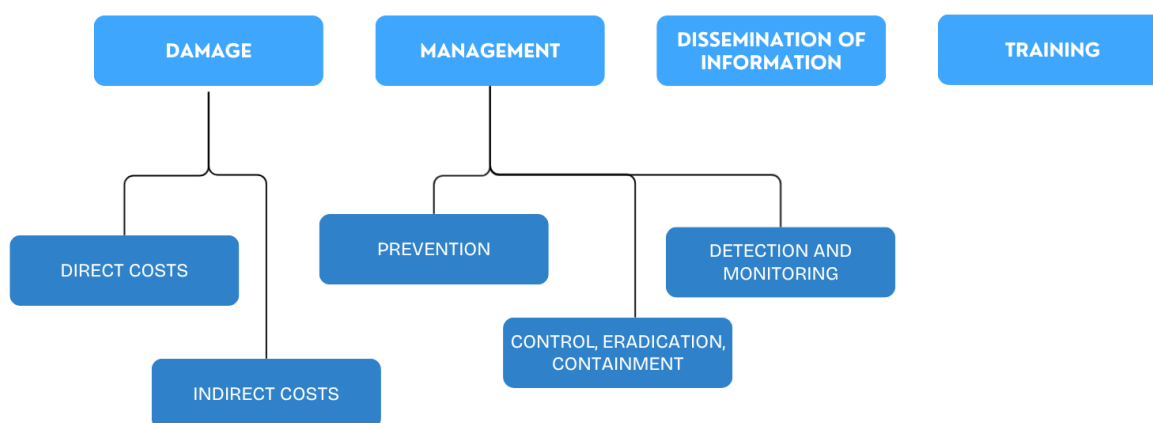 DAMAGE
MANAGEMENT
DISSEMINATION OF
INFORMATION
TRAINING
PREVENTION
DIRECT COSTS
DETECTION AND
MONITORING
CONTROL, ERADICATION,
CONTAINMENT
INDIRECT COSTS